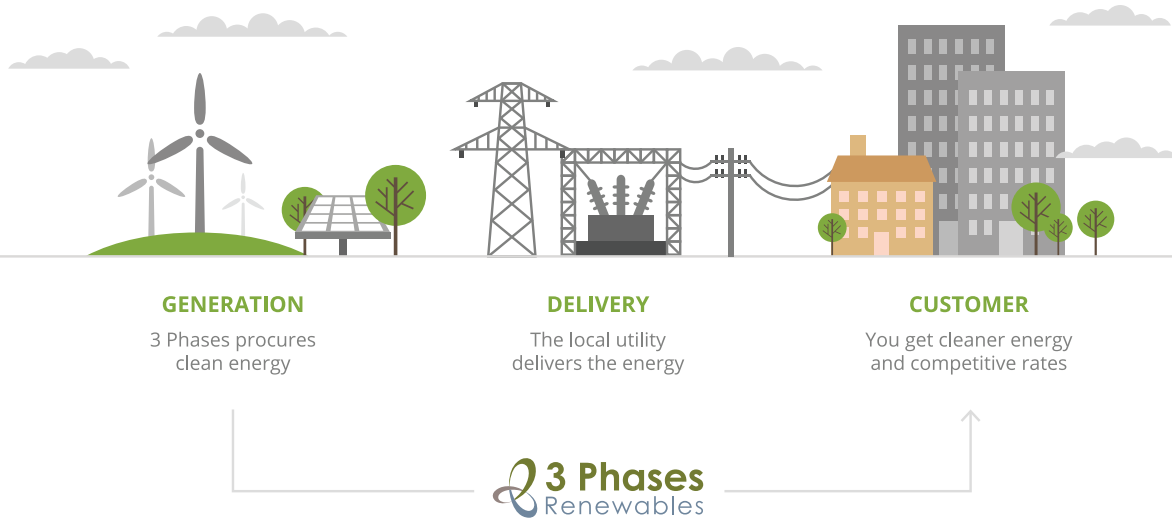 GENERATION
3 Phases procures
clean energy
DELIVERY
The local utility
delivers the energy
CUSTOMER
You get cleaner energy
and competitive rates
3 Phases
Renewables